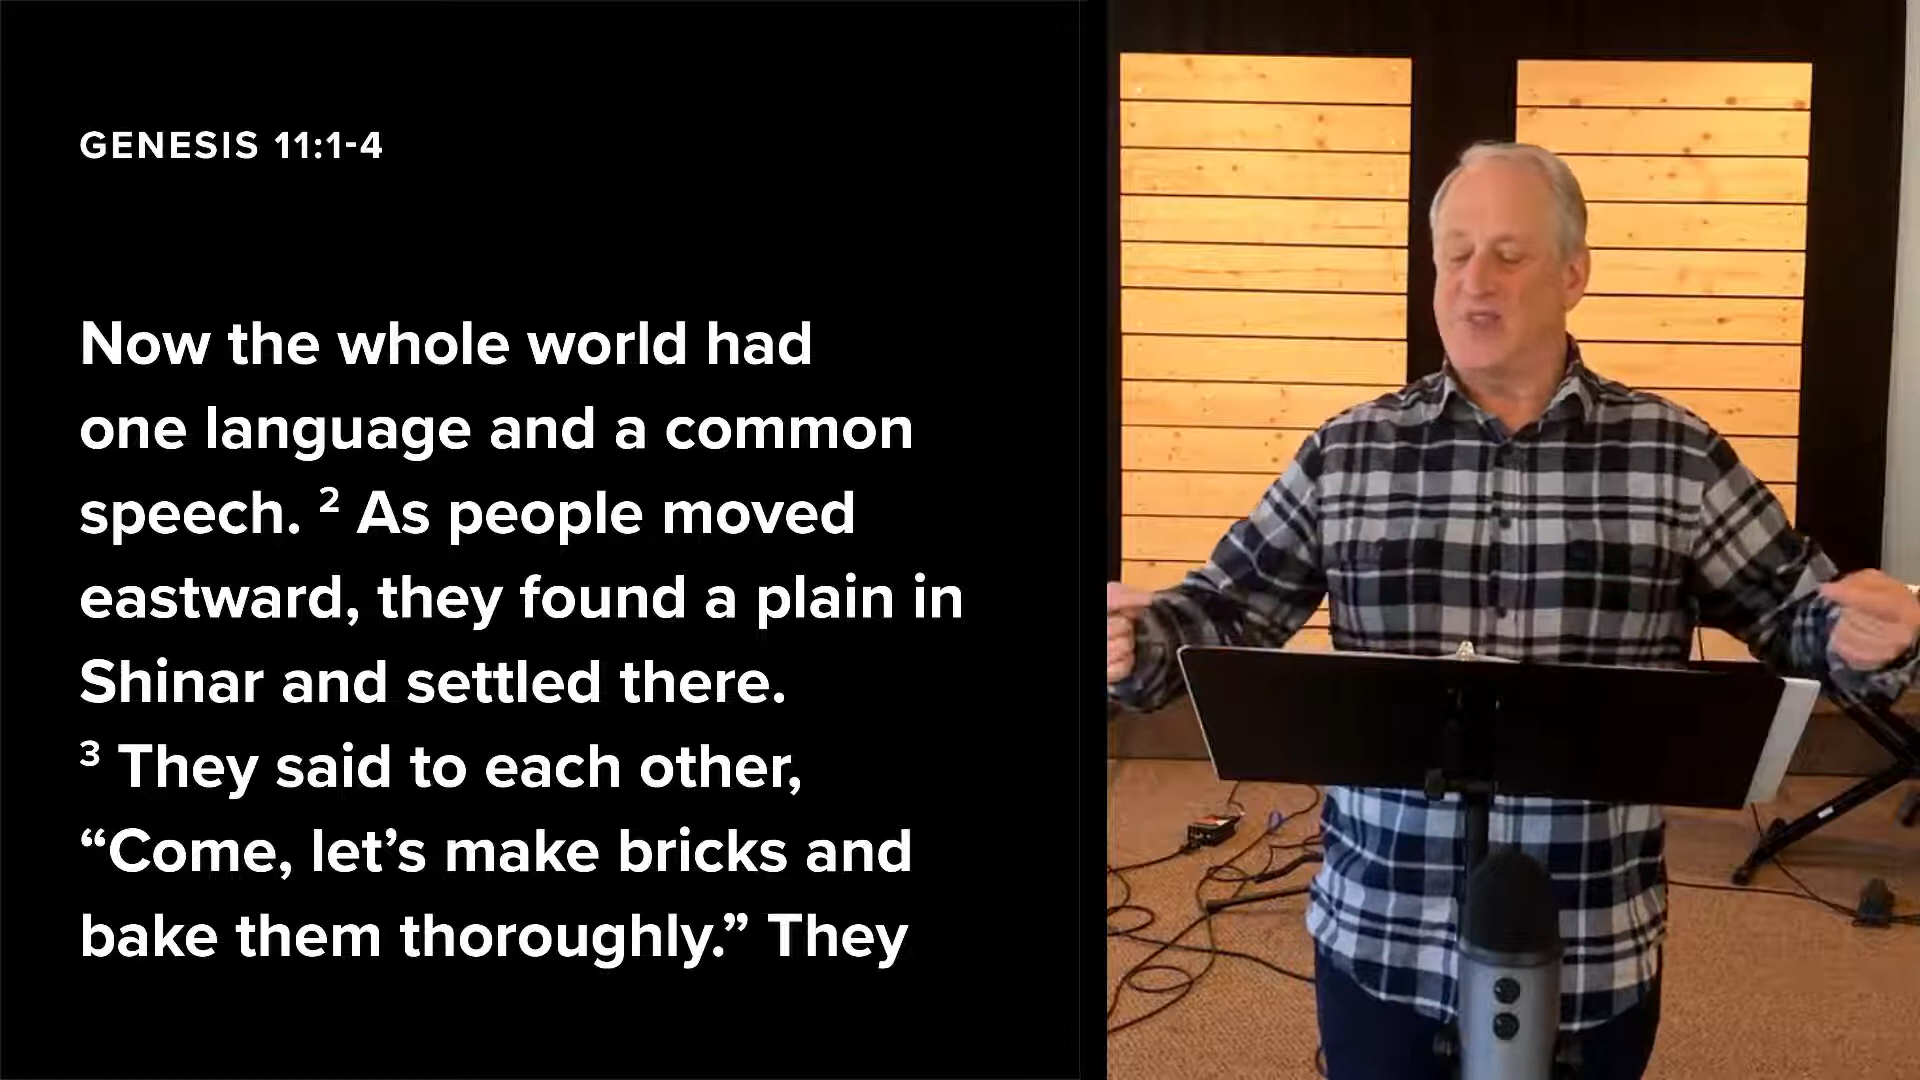 GENESIS 11:1-4
Now the whole world had
one language and a common
speech. ² As people moved
eastward, they found a plain in
Shinar and settled there.
³ They said to each other,
“Come, let’s make bricks and
bake them thoroughly.” They